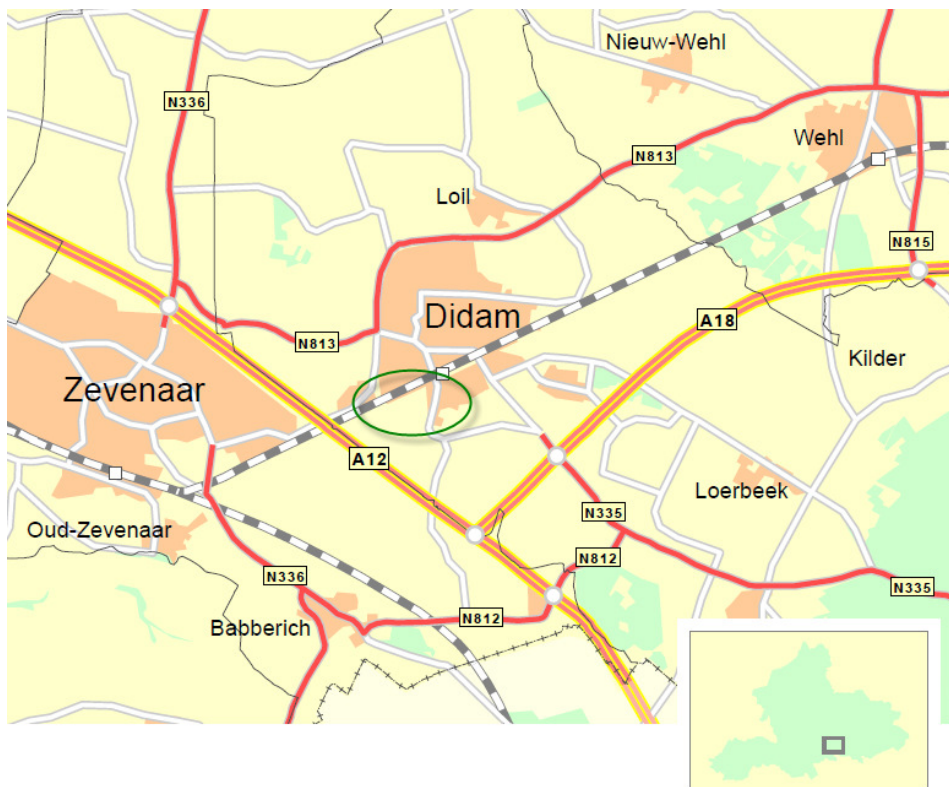 Nieuw-Wehl
N336
Wehl
N813
Loil
N815
Didam
A18
N813
Kilder
Zevenaar
A12
Loerbeek
N335
Oud-Zevenaar
N812
N336
N335
N812
Babberich